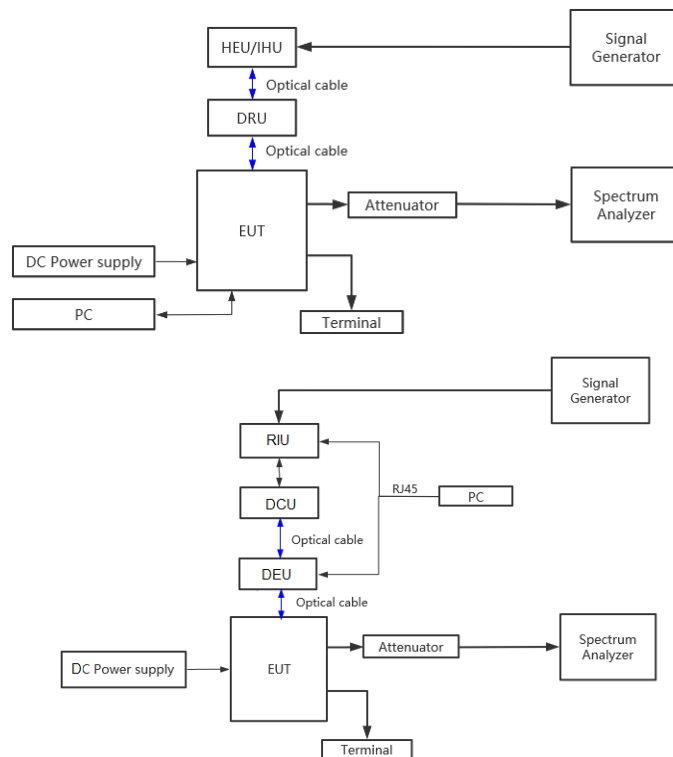 HEU/IHU
Signal
Generator
Optical cable
DRU
Optical cable
EUT
Attenuator
Spectrum
Analyzer
DC Power supply
PC
Terminal
Signal
Generator
RIU
RJ45
PC
DCU
Optical cable
DEU
Optical cable
EUT
Attenuator
Spectrum
Analyzer
DC Power supply
Terminal